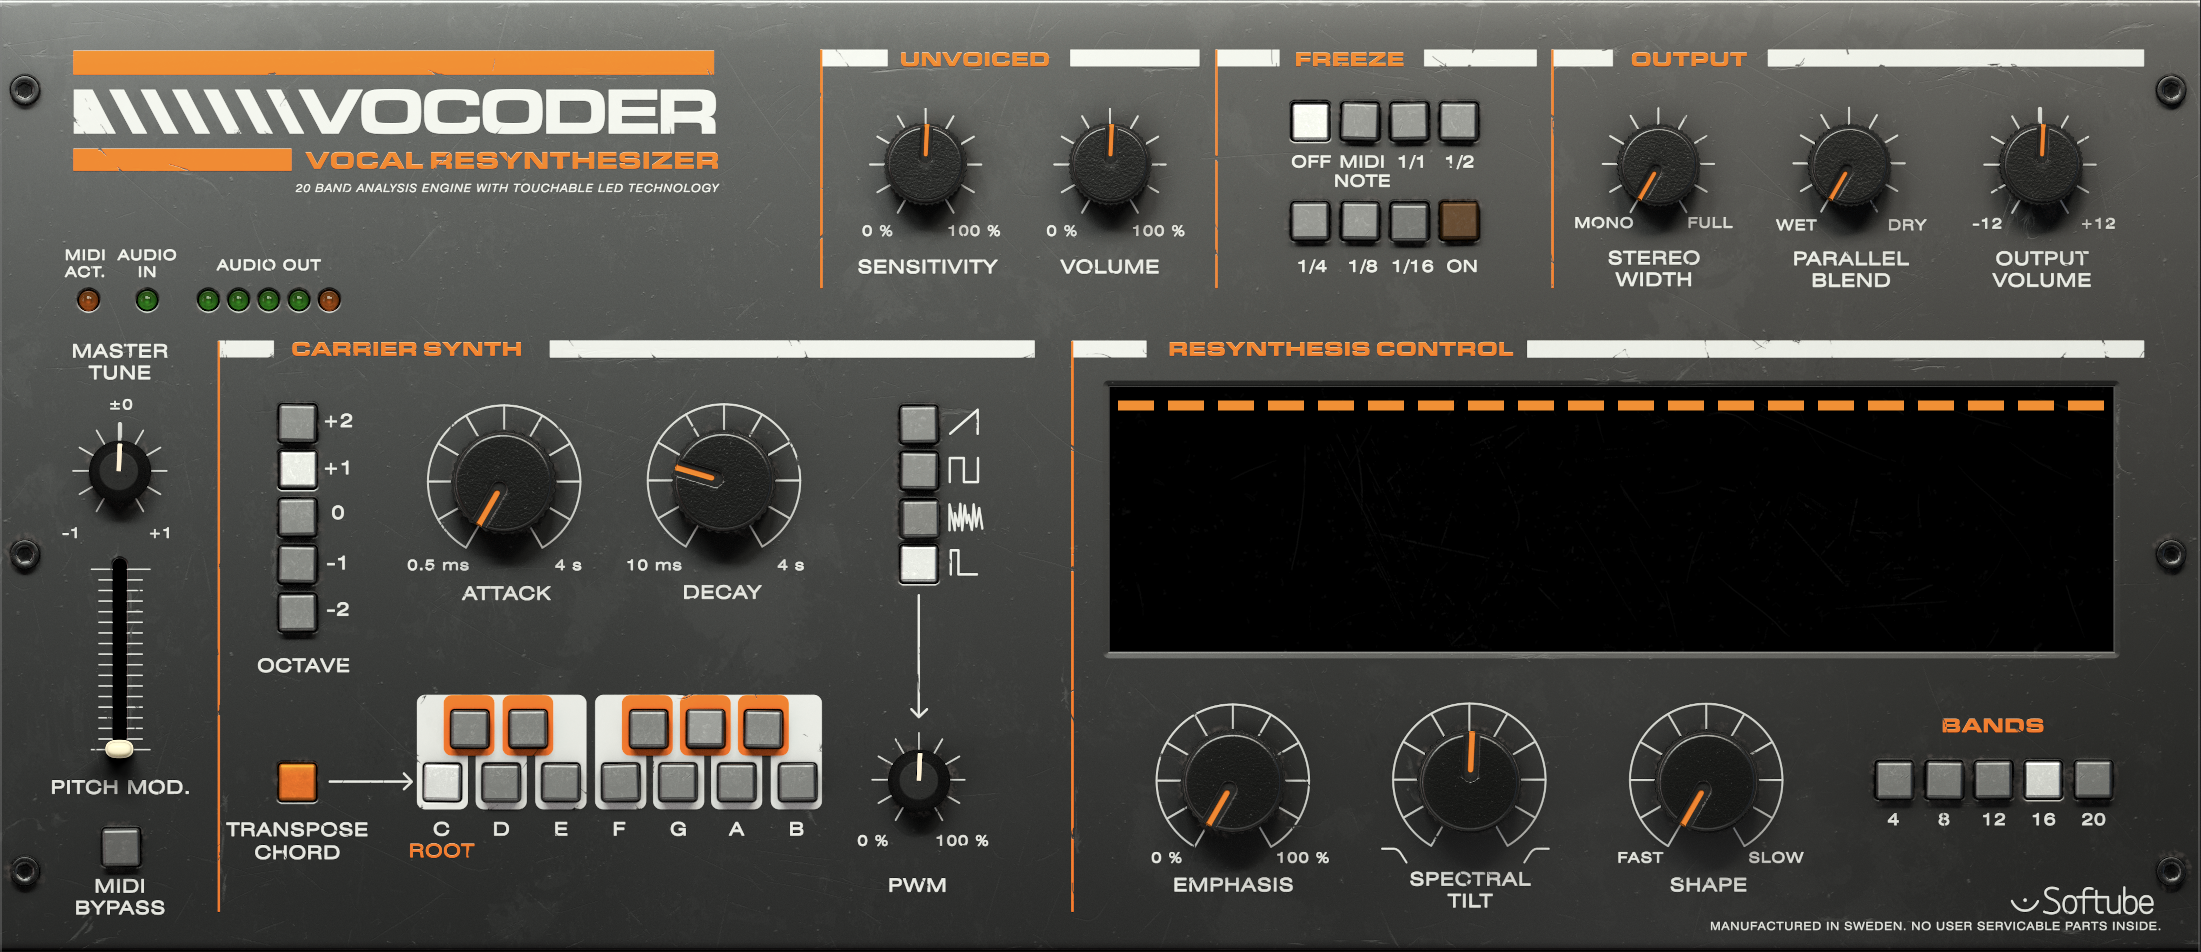 VOCODER
VOCAL RESYNTHESIZER
20 BAND ANALYSIS ENGINE WITH TOUCHABLE LED TECHNOLOGY
UNVOICED
0 % 100 %
SENSITIVITY
0 % 100 %
VOLUME
FREEZE
OFF MIDI NOTE 1/1 1/2
1/4 1/8 1/16 ON
OUTPUT
MONO FULL
STEREO
WIDTH
WET DRY
PARALLEL
BLEND
-12 +12
OUTPUT
VOLUME
MIDI
ACT.
AUDIO
IN
AUDIO OUT
MASTER
TUNE
±0
-1 +1
PITCH MOD.
MIDI
BYPASS
CARRIER SYNTH
+2
+1
0
-1
-2
OCTAVE
0.5 ms 4 s
ATTACK
10 ms 4 s
DECAY
TRANSPOSE
CHORD
C D E F G A B
ROOT
0 % 100 %
PWM
RESYNTHESIS CONTROL
0 % 100 %
EMPHASIS
SPECTRAL
TILT
FAST SLOW
SHAPE
BANDS
4 8 12 16 20
Softube
MANUFACTURED IN SWEDEN. NO USER SERVICABLE PARTS INSIDE.